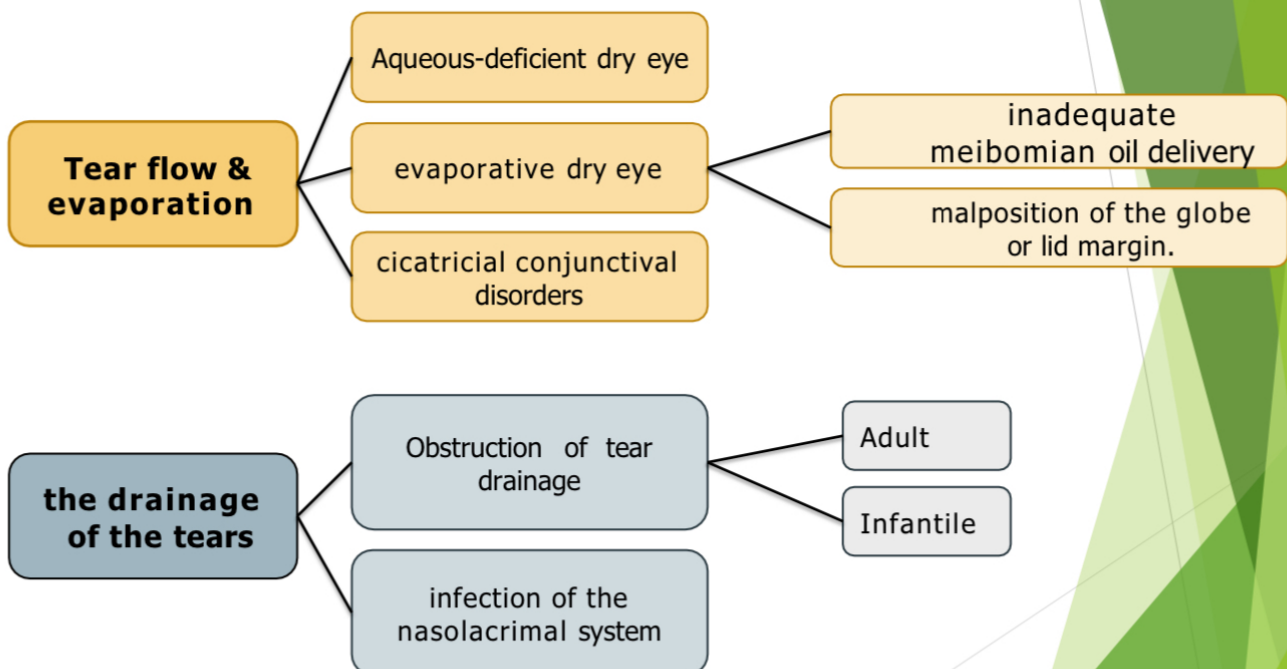 Tear flow &
evaporation
Aqueous-deficient dry eye
evaporative dry eye
inadequate
meibomian oil delivery
malposition of the globe
or lid margin.
cicatricial conjunctival
disorders
the drainage
of the tears
Obstruction of tear
drainage
Adult
Infantile
infection of the
nasolacrimal system